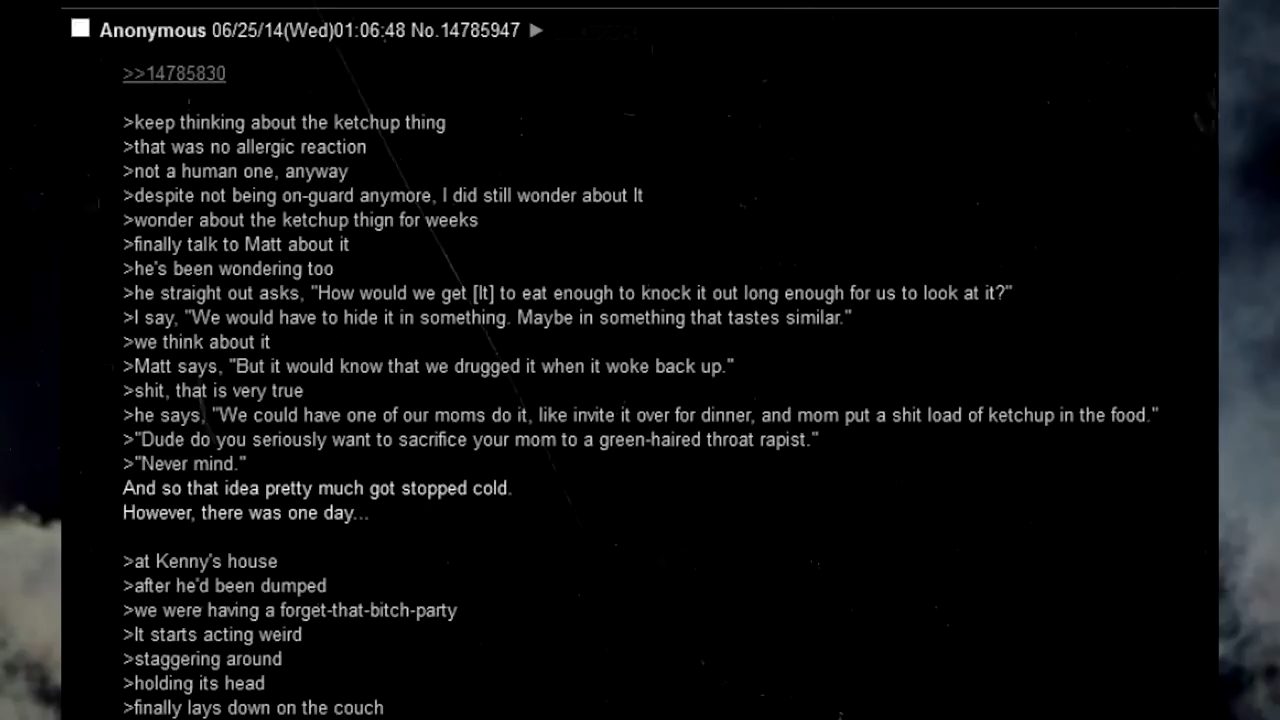 Anonymous 06/25/14(Wed)01:06:48 No.14785947 ▶
>>14785830
>keep thinking about the ketchup thing
>that was no allergic reaction
>not a human one, anyway
>despite not being on-guard anymore, I did still wonder about It
>wonder about the ketchup thign for weeks
>finally talk to Matt about it
>he's been wondering too
>he straight out asks, "How would we get [It] to eat enough to knock it out long enough for us to look at it?"
>I say, "We would have to hide it in something. Maybe in something that tastes similar."
>we think about it
>Matt says, "But it would know that we drugged it when it woke back up."
>shit, that is very true
>he says, "We could have one of our moms do it, like invite it over for dinner, and mom put a shit load of ketchup in the food."
>"Dude do you seriously want to sacrifice your mom to a green-haired throat rapist."
>"Never mind."
And so that idea pretty much got stopped cold.
However, there was one day...
>at Kenny's house
>after he'd been dumped
>we were having a forget-that-bitch-party
>It starts acting weird
>staggering around
>holding its head
>finally lays down on the couch